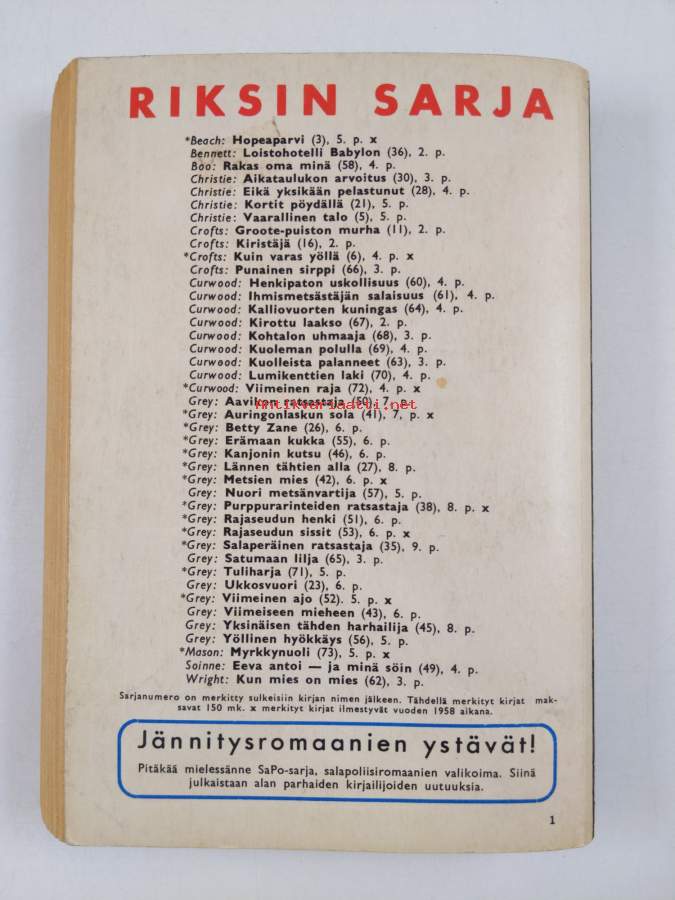 RIKSIN SARJA
*Beach: Hopeaparvi (3), 5. p. x
Bennett: Loistohotelli Babylon (36), 2. p.
Boo: Rakas oma minä (58), 4. p.
Christie: Aikataulukon arvoitus (30), 3. p.
Christie: Eikä yksikään pelastunut (28), 4. p.
Christie: Kortit pöydällä (21), 5. p.
Christie: Vaarallinen talo (5), 5. p.
Crofts: Groote-puiston murha (11), 2. p.
Crofts: Kiristäjä (16), 2. p.
*Crofts: Kuin varas yöllä (6), 4. p. x
Crofts: Punainen sirppi (66), 3. p.
Curwood: Henkipaton uskollisuus (60), 4. p.
Curwood: Ihmismetsästäjän salaisuus (61), 4. p.
Curwood: Kalliovuorten kuningas (64), 4. p.
Curwood: Kirottu laakso (67), 2. p.
Curwood: Kohtalon uhmaaja (68), 3. p.
Curwood: Kuoleman polulla (69), 4. p.
Curwood: Kuolleista palanneet (63), 3. p.
Curwood: Lumikenttien laki (70), 4. p.
*Curwood: Viimeinen raja (72), 4. p. x
Grey: Aavikon ratsastaja (50), 7. p.
Antikvariaatti.net
*Grey: Auringonlaskun sola (41), 7, p. x
*Grey: Betty Zane (26), 6. p.
*Grey: Erämaan kukka (55), 6. p.
*Grey: Kanjonin kutsu (46), 6. p.
*Grey: Lännen tähtien alla (27), 8. p.
*Grey: Metsien mies (42), 6. p. x
Grey: Nuori metsänvartija (57), 5. p.
*Grey: Purppurarinteiden ratsastaja (38), 8. p. x
*Grey: Rajaseudun henki (51), 6. p.
*Grey: Rajaseudun sissit (53), 6. p. x
*Grey: Salaperäinen ratsastaja (35), 9. p.
Grey: Satumaan lilja (65), 3. p.
*Grey: Tuliharja (71), 5. p.
Grey: Ukkosvuori (23), 6. p.
*Grey: Viimeinen ajo (52). 5. p. x
Grey: Viimeiseen mieheen (43), 6. p.
Grey: Yksinäisen tähden harhailija (45), 8. p.
Grey: Yöllinen hyökkäys (56), 5. p.
*Mason: Myrkkynuoli (73), 5. p. x
Soinne: Eeva antoi — ja minä söin (49), 4. p.
Wright: Kun mies on mies (62), 3. p.
Sarjanumero on merkitty sulkeisiin kirjan nimen jälkeen. Tähdellä merkityt kirjat mak-
savat 150 mk. x merkityt kirjat ilmestyvät vuoden 1958 aikana.
Jännitysromaanien ystävät!
Pitäkää mielessänne SaPo-sarja, salapoliisiromaanien valikoima. Siinä
julkaistaan alan parhaiden kirjailijoiden uutuuksia.
1